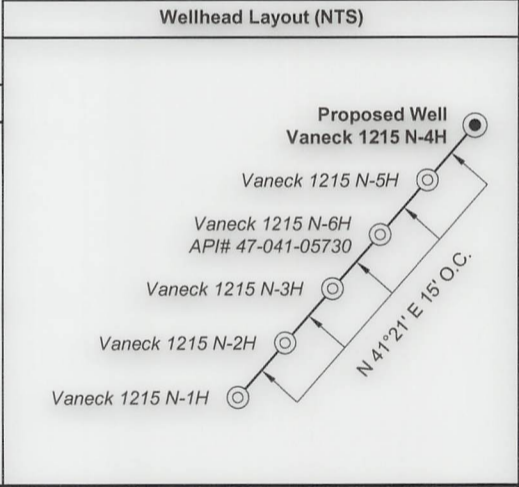 Wellhead Layout (NTS)
Proposed Well
Vaneck 1215 N-4H
Vaneck 1215 N-5H
Vaneck 1215 N-6H
API# 47-041-05730
Vaneck 1215 N-3H
Vaneck 1215 N-2H
Vaneck 1215 N-1H
N 41°21' E 15' O.C.